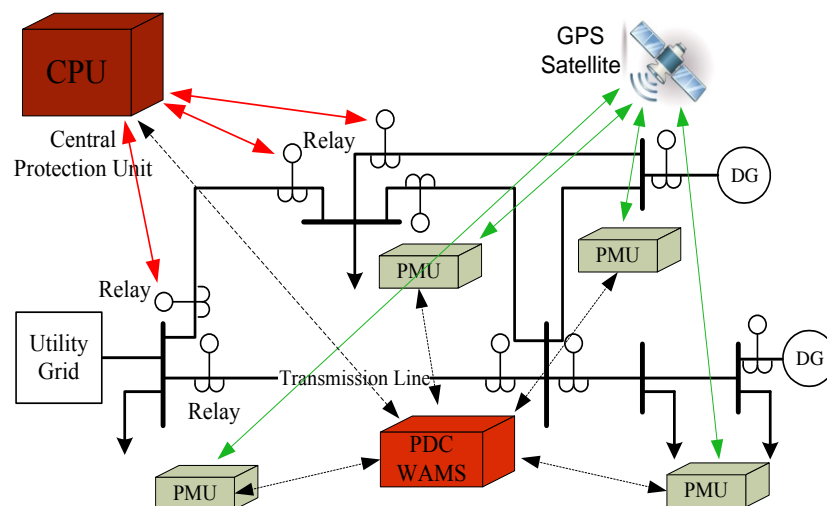 CPU
GPS
Satellite
Central
Protection Unit
Relay
DG
PMU
PMU
Relay
Utility
Grid
Transmission Line
DG
Relay
PDC
WAMS
PMU
PMU